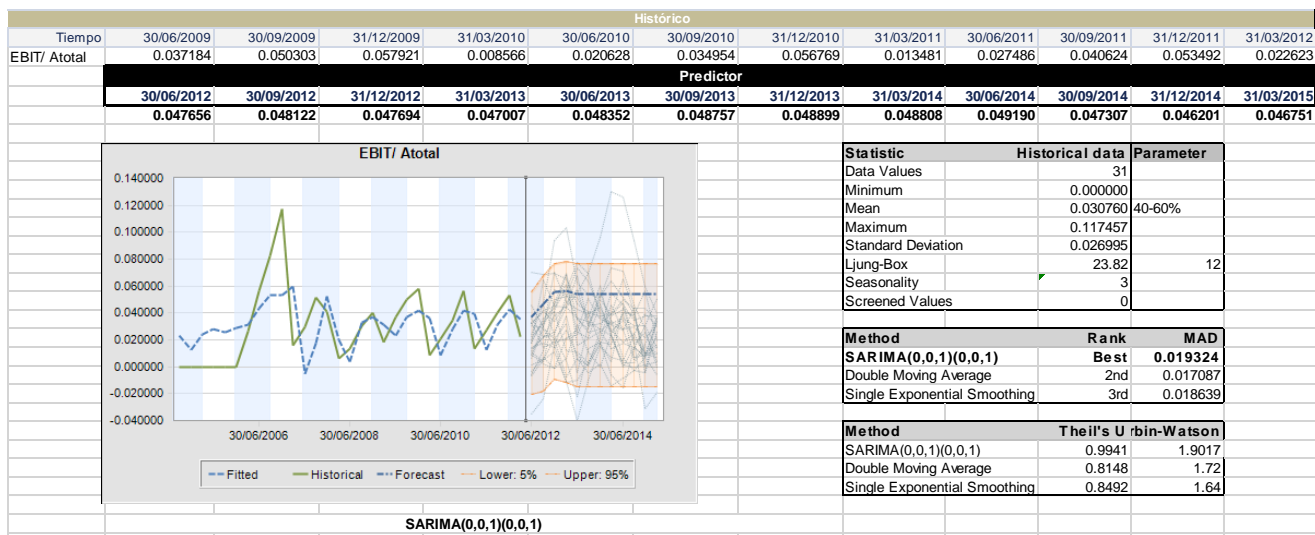 Histórico
Tiempo 30/06/2009 30/09/2009 31/12/2009 31/03/2010 30/06/2010 30/09/2010 31/12/2010 31/03/2011 30/06/2011 30/09/2011 31/12/2011 31/03/2012
EBIT/ Atotal 0.037184 0.050303 0.057921 0.008566 0.020628 0.034954 0.056769 0.013481 0.027486 0.040624 0.053492 0.022623
Predictor
30/06/2012 30/09/2012 31/12/2012 31/03/2013 30/06/2013 30/09/2013 31/12/2013 31/03/2014 30/06/2014 30/09/2014 31/12/2014 31/03/2015
0.047656 0.048122 0.047694 0.047007 0.048352 0.048757 0.048899 0.048808 0.049190 0.047307 0.046201 0.046751
EBIT/ Atotal
0.140000
0.120000
0.100000
0.080000
0.060000
0.040000
0.020000
0.000000
-0.020000
-0.040000
30/06/2006 30/06/2008 30/06/2010 30/06/2012 30/06/2014
Fitted Historical Forecast Lower: 5% Upper: 95%
Statistic Historical data Parameter
Data Values 31
Minimum 0.000000
Mean 0.030760 40-60%
Maximum 0.117457
Standard Deviation 0.026995
Ljung-Box 23.82 12
Seasonality 3
Screened Values 0
Method Rank MAD
SARIMA(0,0,1)(0,0,1) Best 0.019324
Double Moving Average 2nd 0.017087
Single Exponential Smoothing 3rd 0.018639
Method Theil's U rbin-Watson
SARIMA(0,0,1)(0,0,1) 0.9941 1.9017
Double Moving Average 0.8148 1.72
Single Exponential Smoothing 0.8492 1.64
SARIMA(0,0,1)(0,0,1)